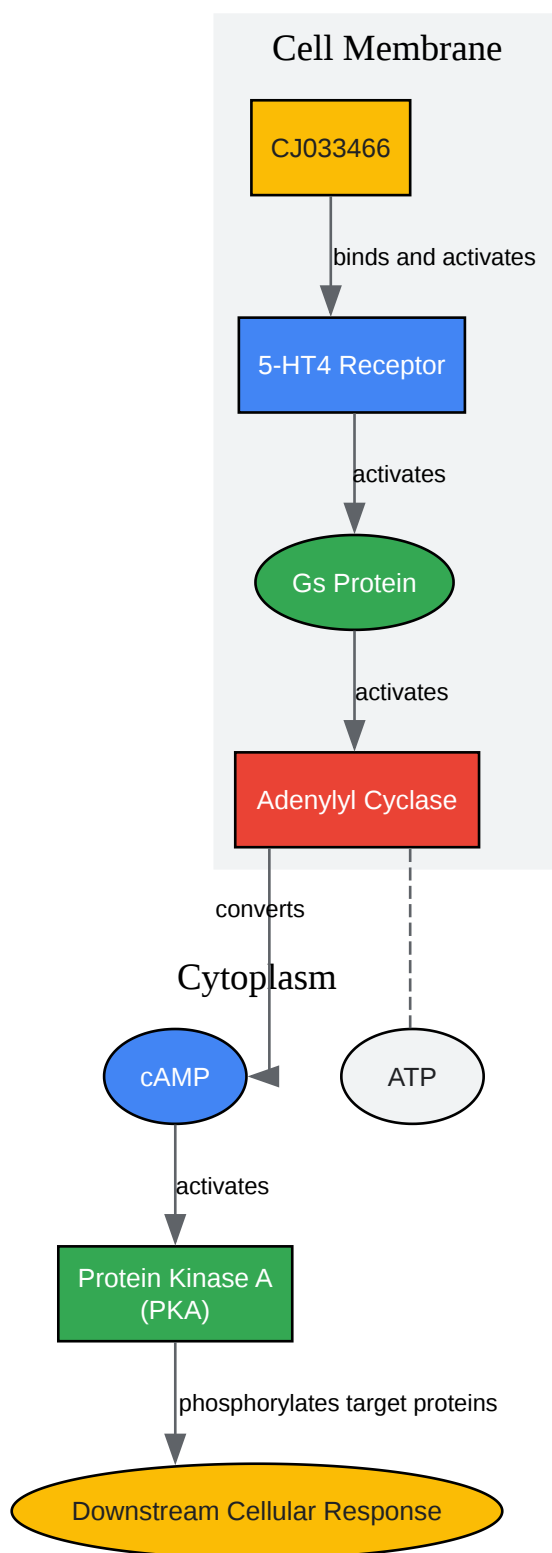 Cell Membrane
CJ033466
binds and activates
5-HT4 Receptor
activates
Gs Protein
activates
Adenylyl Cyclase
converts
Cytoplasm
cAMP
ATP
activates
Protein Kinase A
(PKA)
phosphorylates target proteins
Downstream Cellular Response